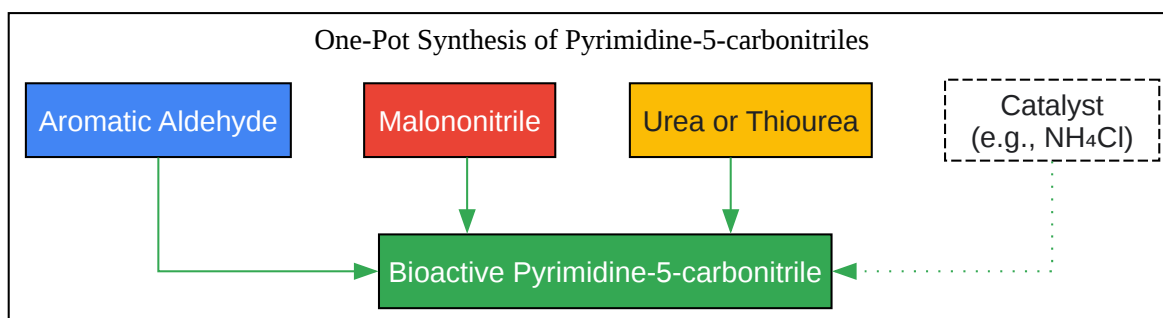 One-Pot Synthesis of Pyrimidine-5-carbonitriles
Aromatic Aldehyde
Malononitrile
Urea or Thiourea
Catalyst
(e.g., NH₄Cl)
Bioactive Pyrimidine-5-carbonitrile